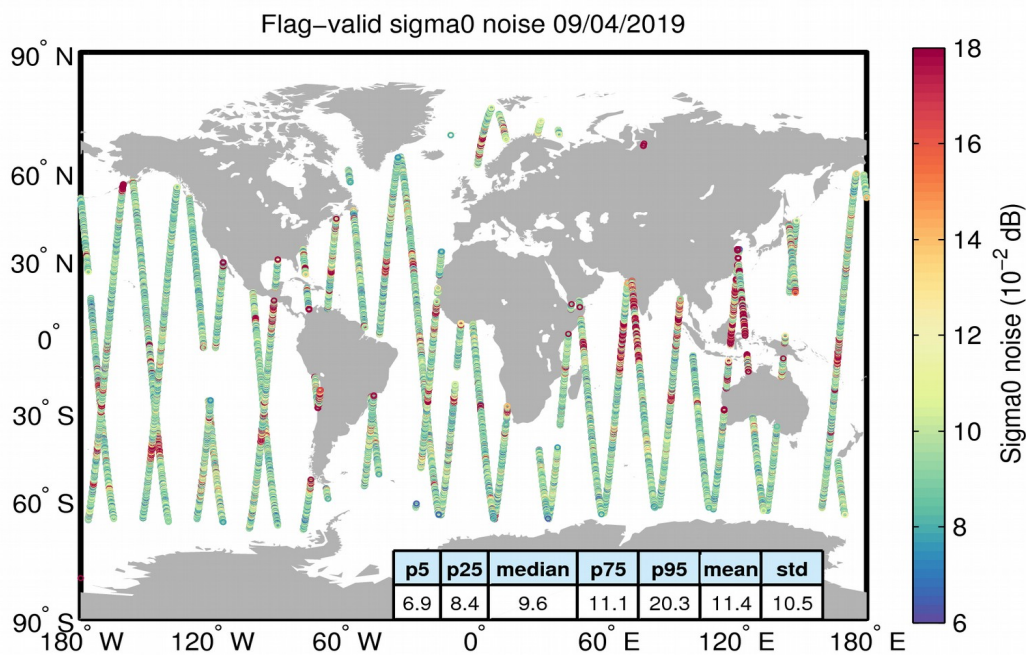 Flag−valid sigma0 noise 09/04/2019
90° N
60° N
30° N
0°
30° S
60° S
90° S
180° W 120° W 60° W 0° 60° E 120° E 180° E
p5 p25 median p75 p95 mean std
6.9 8.4 9.6 11.1 20.3 11.4 10.5
18
16
14
12
10
8
6
Sigma0 noise (10−2 dB)